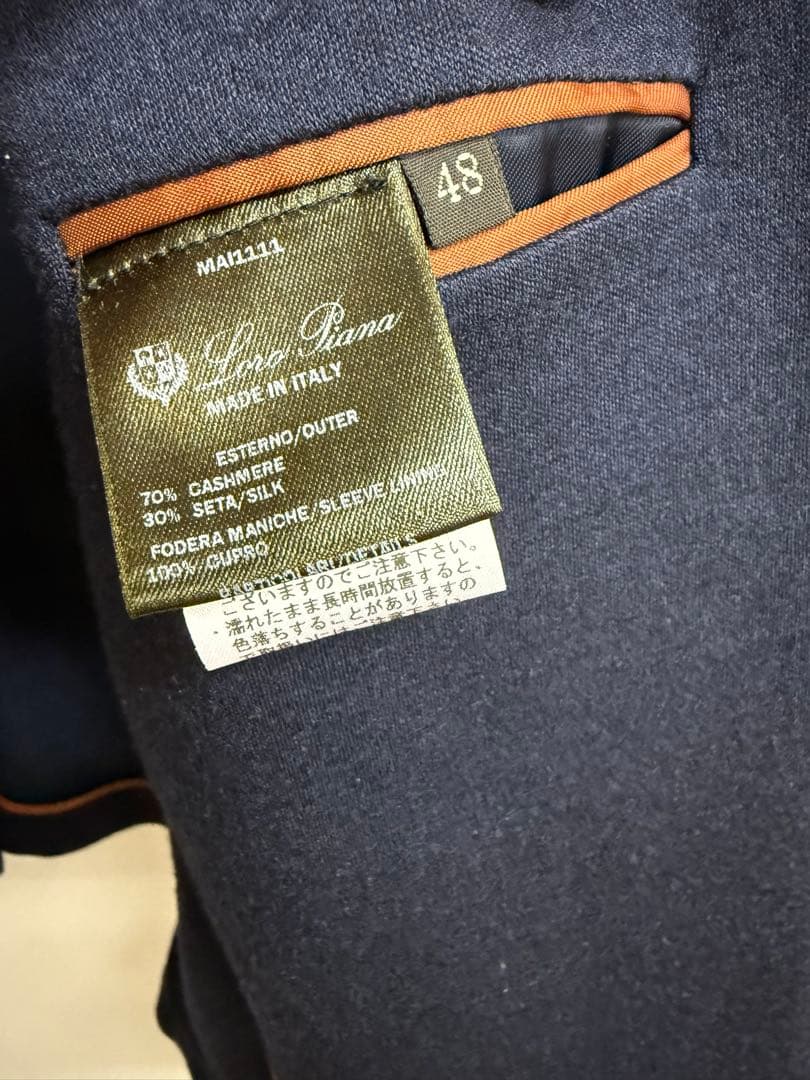 48
MAI1111
Loro Piana
MADE IN ITALY
ESTERNO/OUTER
70% CASHMERE
30% SETA/SILK
FODERA MANICHE/SLEEVE LINING
100% CUPRO
PARTICOLARI/DETAILS
ございますのでご注意下さい。
・濡れたまま長時間放置すると、
色落ちすることがありますの